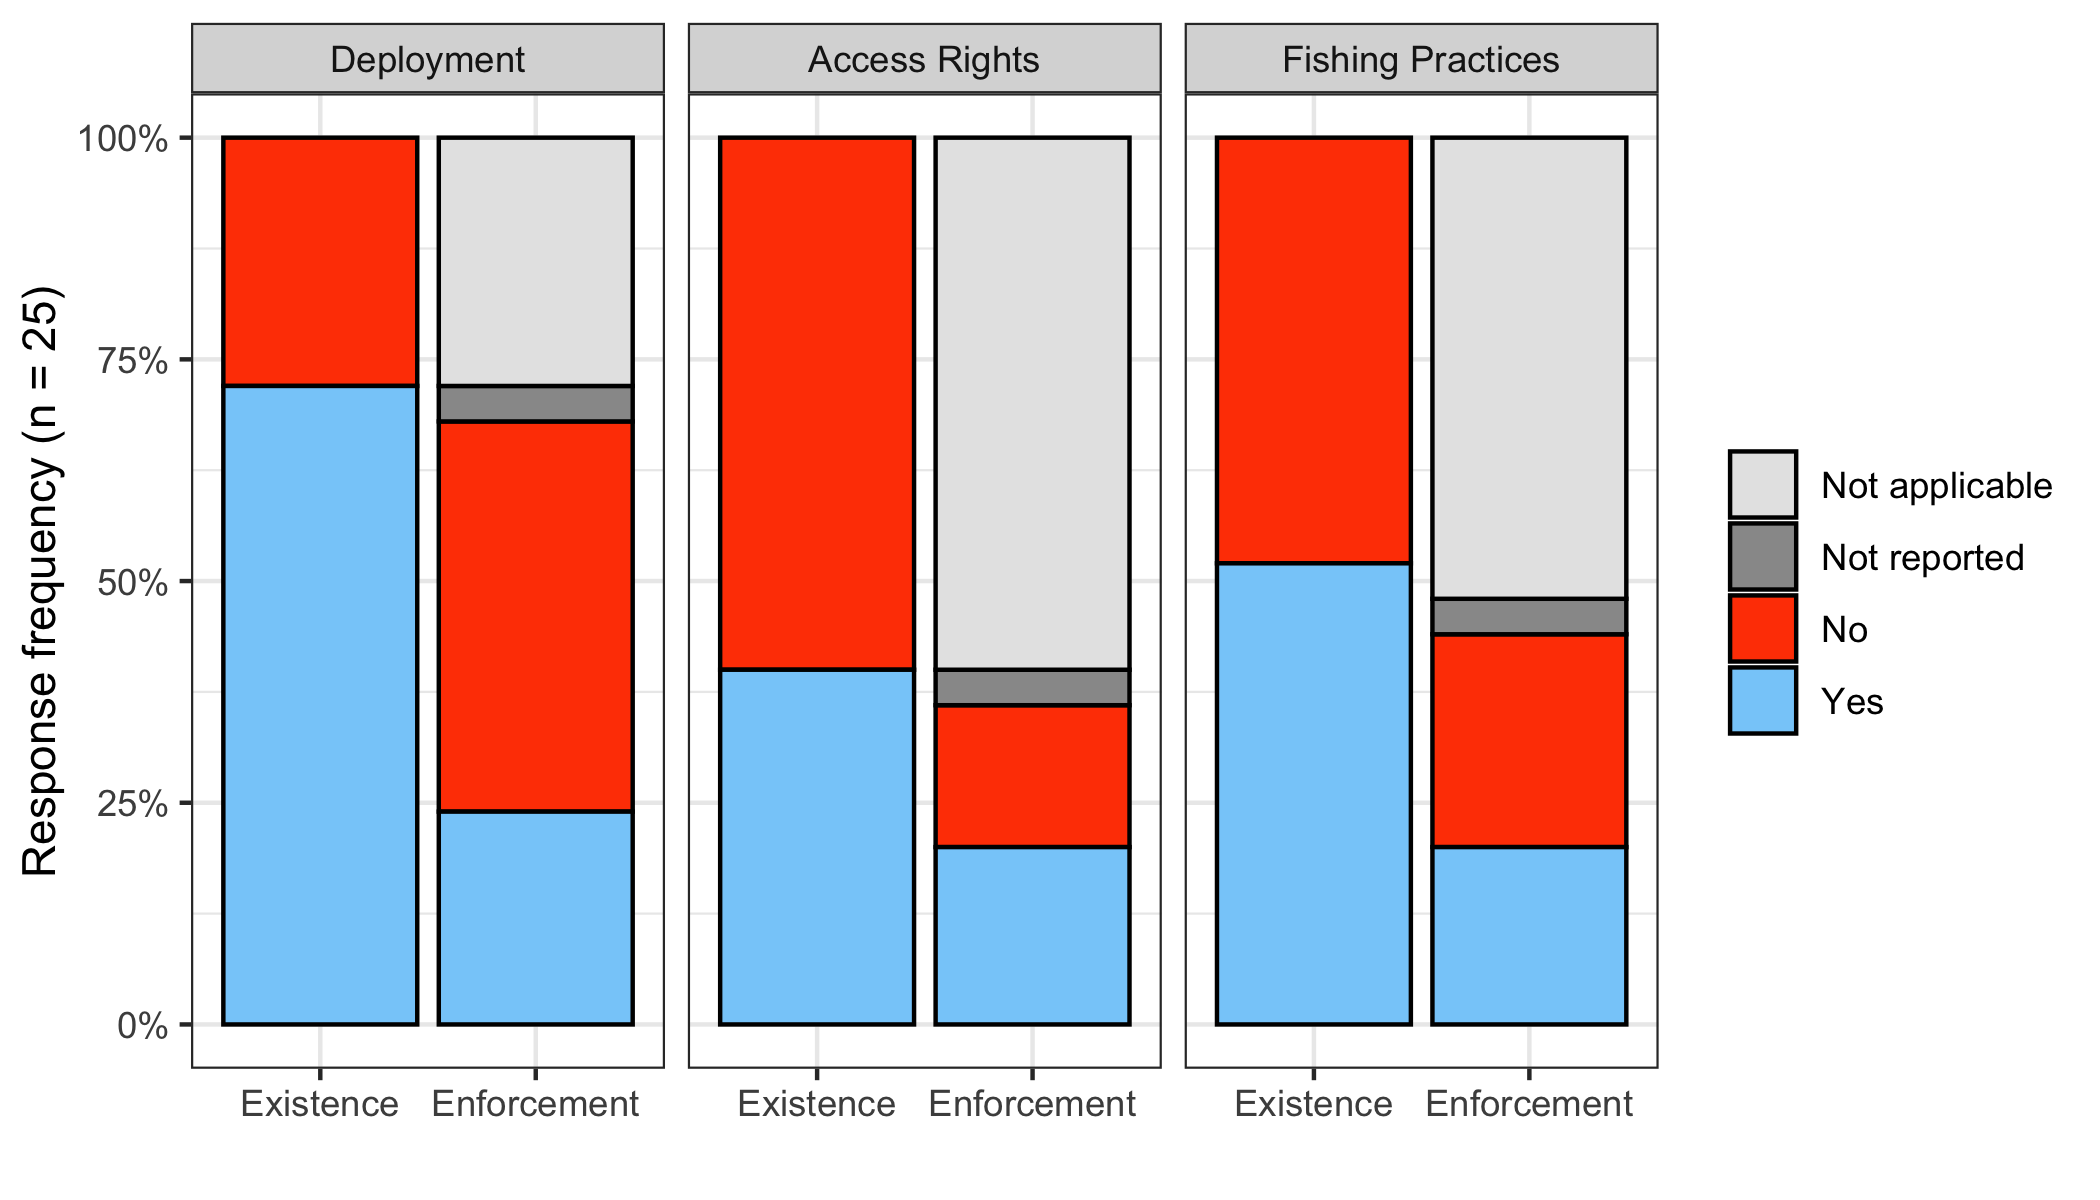 Deployment
Access Rights
Fishing Practices
Response frequency (n = 25)
100%
75%
50%
25%
0%
Existence
Enforcement
Existence
Enforcement
Existence
Enforcement
Not applicable
Not reported
No
Yes